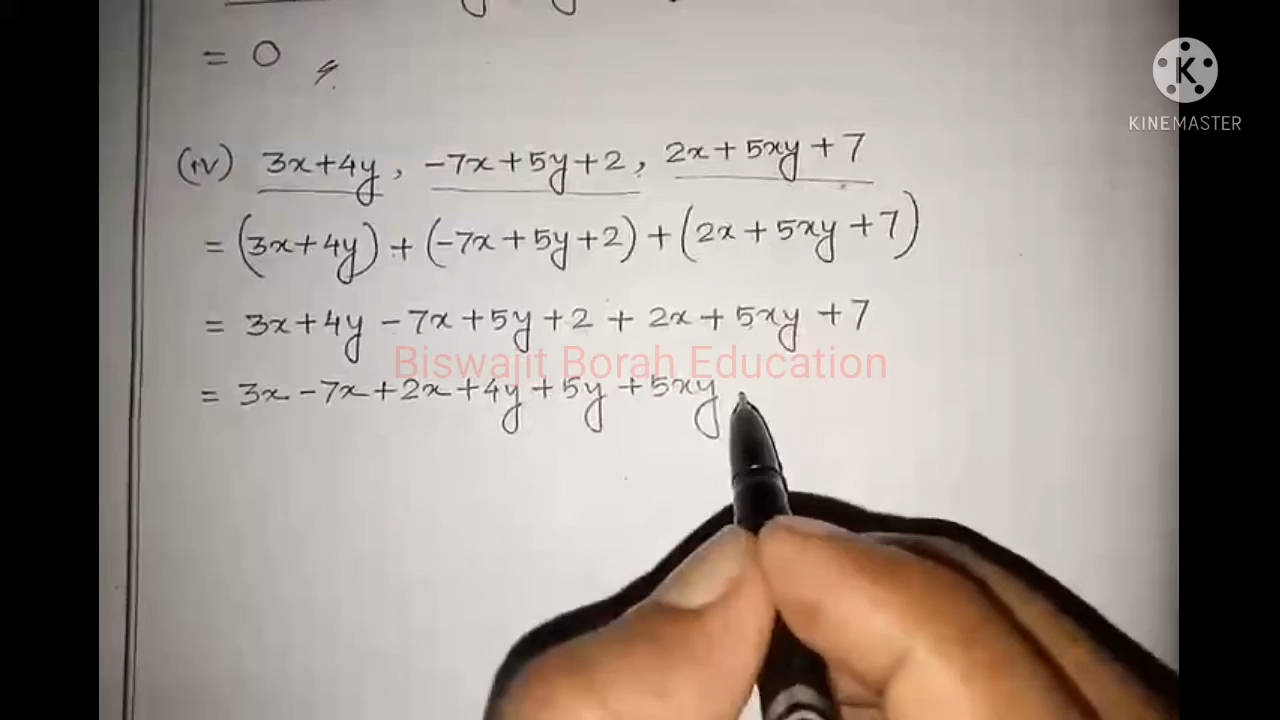 = 0
(iv) 3x+4y, -7x+5y+2, 2x+5xy+7
= (3x+4y) + (-7x+5y+2) + (2x+5xy+7)
= 3x+4y -7x+5y+2 + 2x+5xy+7
Biswajit Borah Education
= 3x-7x+2x+4y+5y+5xy
K
KINEMASTER